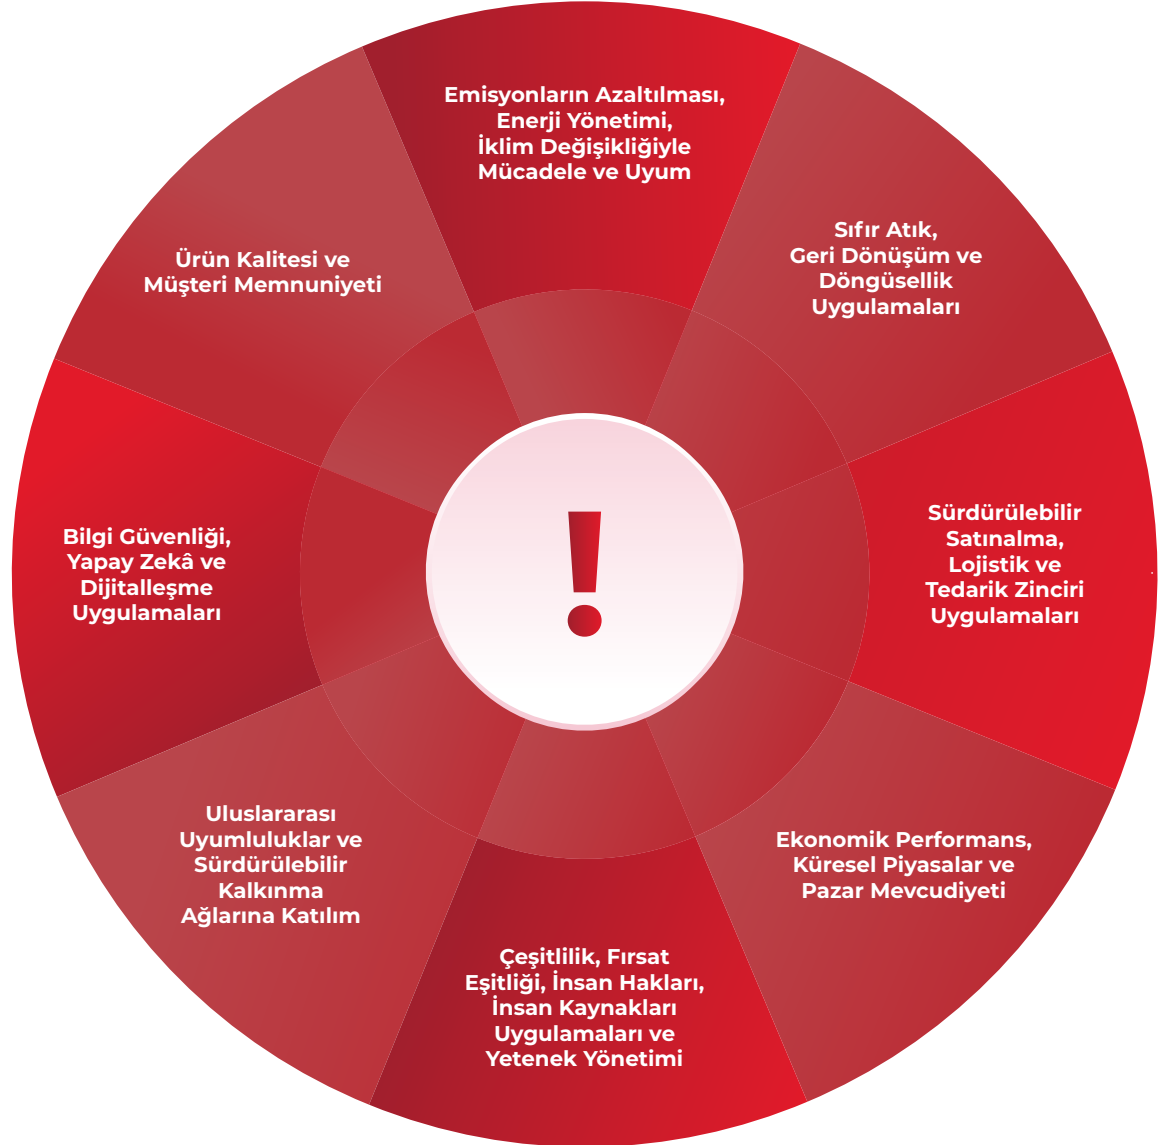 Emisyonların Azaltılması,
Enerji Yönetimi,
İklim Değişikliğiyle
Mücadele ve Uyum
Sıfır Atık,
Geri Dönüşüm ve
Döngüsellik
Uygulamaları
Sürdürülebilir
Satınalma,
Lojistik ve
Tedarik Zinciri
Uygulamaları
Ekonomik Performans,
Küresel Piyasalar ve
Pazar Mevcudiyeti
Çeşitlilik, Fırsat
Eşitliği, İnsan Hakları,
İnsan Kaynakları
Uygulamaları ve
Yetenek Yönetimi
Uluslararası
Uyumluluklar ve
Sürdürülebilir
Kalkınma
Ağlarına Katılım
Bilgi Güvenliği,
Yapay Zekâ ve
Dijitalleşme
Uygulamaları
Ürün Kalitesi ve
Müşteri Memnuniyeti
!